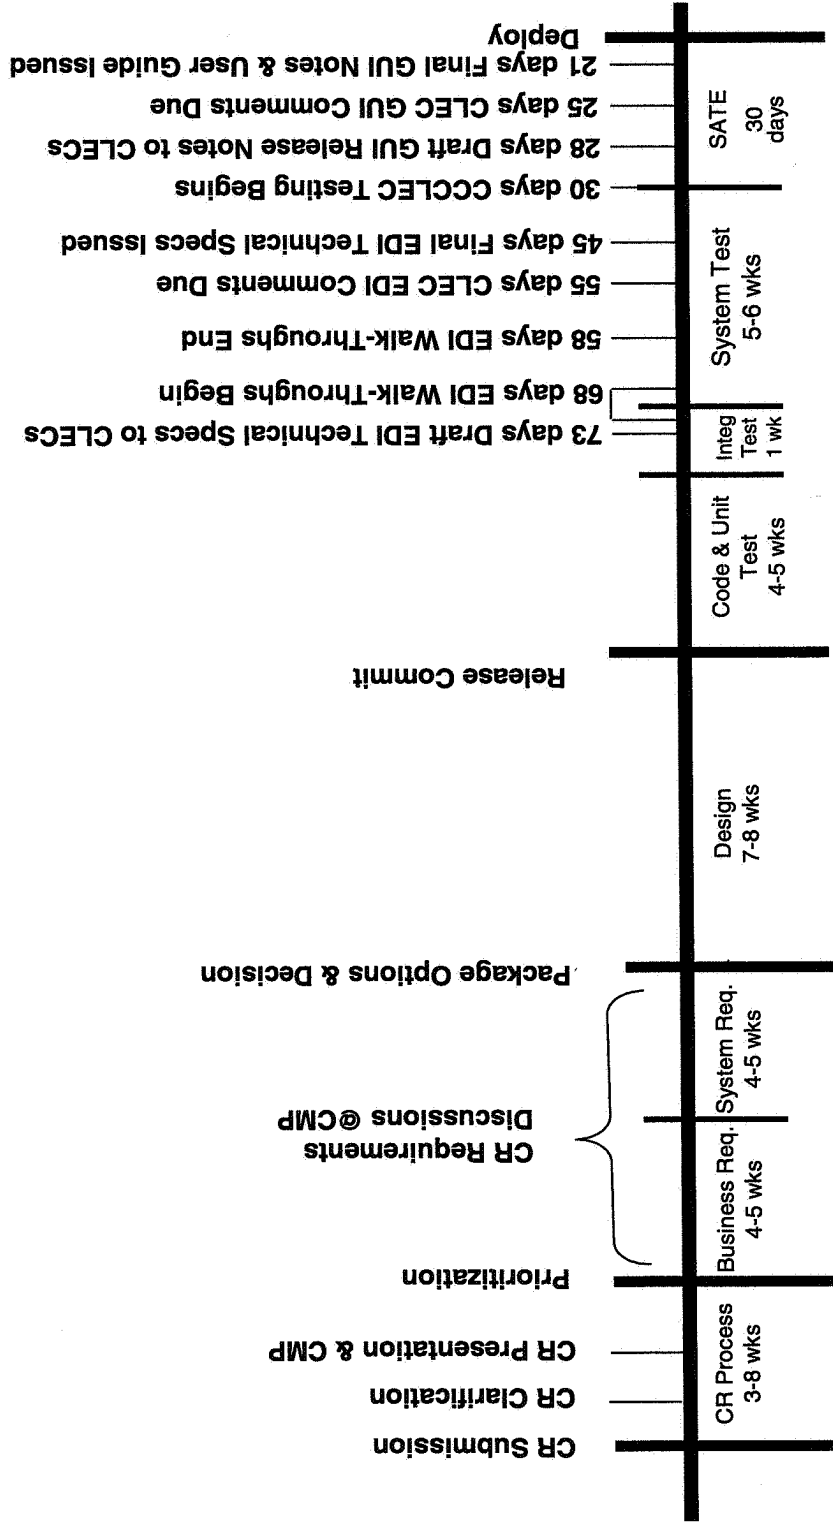 CR Submission
CR Clarification
CR Presentation & CMP
Prioritization
CR Requirements
Discussions @CMP
Package Options & Decision
Release Commit
73 days Draft EDI Technical Specs to CLECs
68 days EDI Walk-Throughs Begin
58 days EDI Walk-Throughs End
55 days CLEC EDI Comments Due
45 days Final EDI Technical Specs Issued
30 days CCCLEC Testing Begins
28 days Draft GUI Release Notes to CLECs
25 days CLEC GUI Comments Due
21 days Final GUI Notes & User Guide Issued
Deploy
CR Process
3-8 wks
Business Req.
4-5 wks
System Req.
4-5 wks
Design
7-8 wks
Code & Unit
Test
4-5 wks
Integ
Test
1 wk
System Test
5-6 wks
SATE
30
days